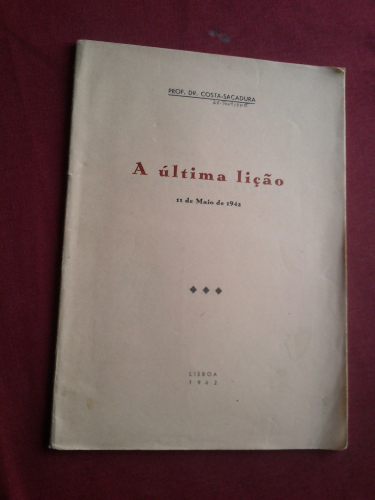 PROF. DR. COSTA-SACADURA
A última lição
11 de Maio de 1942
LISBOA
1942